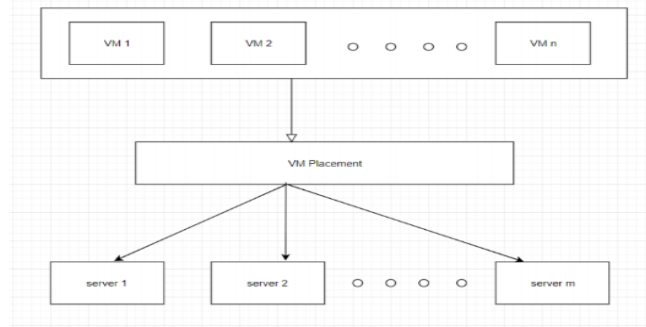 VM 1
VM 2
VM n
VM Placement
server 1
server 2
server m